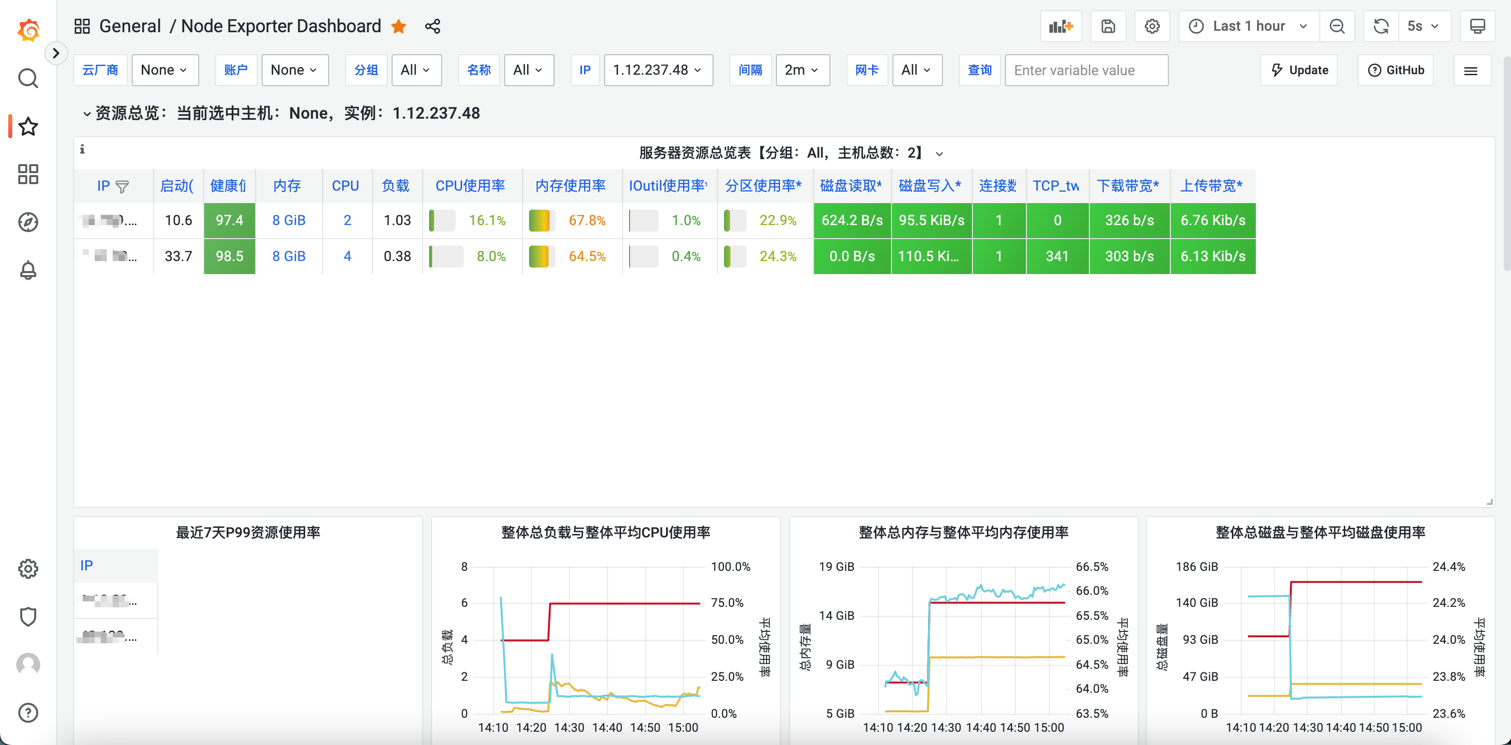 General / Node Exporter Dashboard
Last 1 hour 5s
云厂商 None 账户 None 分组 All 名称 All IP 1.12.237.48 间隔 2m 网卡 All 查询 Enter variable value Update GitHub
资源总览：当前选中主机：None，实例：1.12.237.48
服务器资源总览表【分组：All，主机总数：2】
IP 启动( 健康值 内存 CPU 负载 CPU使用率 内存使用率 IOutil使用率* 分区使用率* 磁盘读取* 磁盘写入* 连接数 TCP_tw 下载带宽* 上传带宽*
10.6 97.4 8 GiB 2 1.03 16.1% 67.8% 1.0% 22.9% 624.2 B/s 95.5 KiB/s 1 0 326 b/s 6.76 Kib/s
33.7 98.5 8 GiB 4 0.38 8.0% 64.5% 0.4% 24.3% 0.0 B/s 110.5 Ki... 1 341 303 b/s 6.13 Kib/s
最近7天P99资源使用率
IP
整体总负载与整体平均CPU使用率
8 100.0%
6 75.0%
4 50.0%
2 25.0%
0 0.0%
总负载
平均使用率
14:10 14:20 14:30 14:40 14:50 15:00
整体总内存与整体平均内存使用率
19 GiB 66.5%
66.0%
14 GiB 65.5%
65.0%
9 GiB 64.5%
64.0%
5 GiB 63.5%
总内存量
平均使用率
14:10 14:20 14:30 14:40 14:50 15:00
整体总磁盘与整体平均磁盘使用率
186 GiB 24.4%
140 GiB 24.2%
93 GiB 24.0%
47 GiB 23.8%
0 B 23.6%
总磁盘量
平均使用率
14:10 14:20 14:30 14:40 14:50 15:00